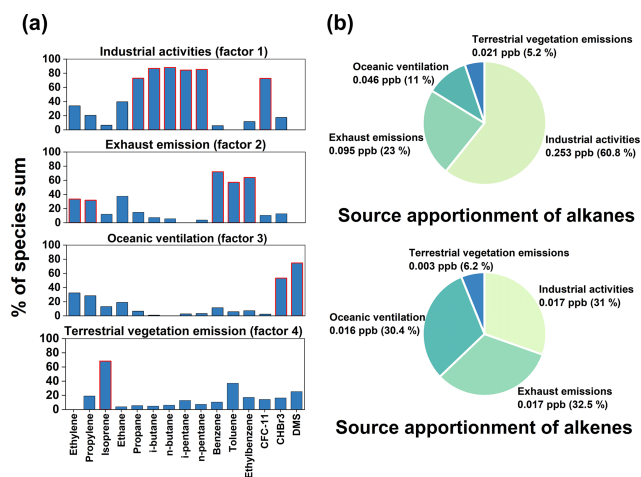 (a)
% of species sum
Industrial activities (factor 1)
100
80
60
40
20
0
Exhaust emission (factor 2)
100
80
60
40
20
0
Oceanic ventilation (factor 3)
100
80
60
40
20
0
Terrestrial vegetation emission (factor 4)
100
80
60
40
20
0
Ethylene
Propylene
Isoprene
Ethane
Propane
i-butane
n-butane
i-pentane
n-pentane
Benzene
Toluene
Ethylbenzene
CFC-11
CHBr3
DMS
(b)
Terrestrial vegetation emissions
0.021 ppb (5.2 %)
Oceanic ventilation
0.046 ppb (11 %)
Exhaust emissions
0.095 ppb (23 %)
Industrial activities
0.253 ppb (60.8 %)
Source apportionment of alkanes
Terrestrial vegetation emissions
0.003 ppb (6.2 %)
Industrial activities
0.017 ppb (31 %)
Oceanic ventilation
0.016 ppb (30.4 %)
Exhaust emissions
0.017 ppb (32.5 %)
Source apportionment of alkenes